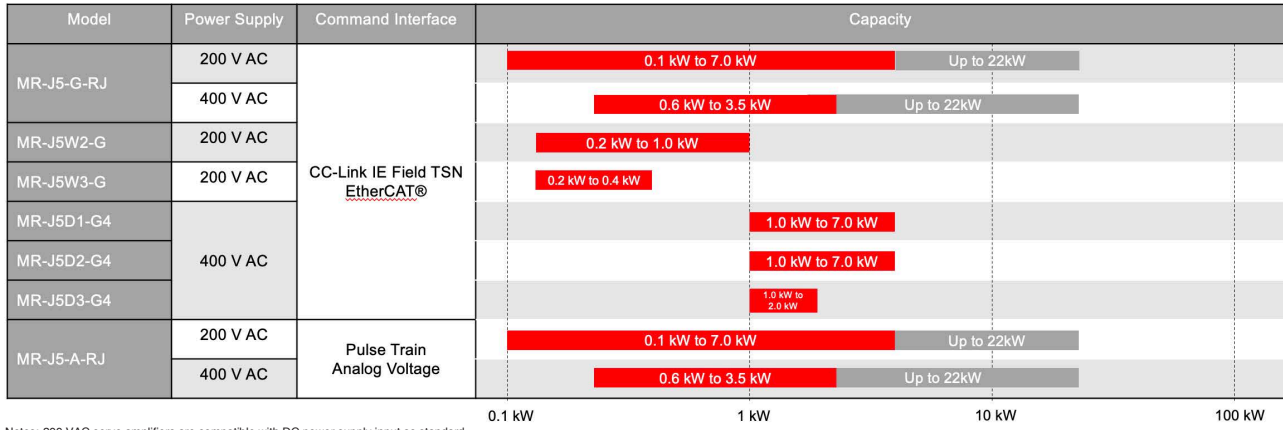 Model Power Supply Command Interface Capacity
MR-J5-G-RJ
200 V AC
0.1 kW to 7.0 kW Up to 22kW
400 V AC
0.6 kW to 3.5 kW Up to 22kW
MR-J5W2-G 200 V AC
0.2 kW to 1.0 kW
MR-J5W3-G 200 V AC
0.2 kW to 0.4 kW
CC-Link IE Field TSN
EtherCAT®
MR-J5D1-G4
1.0 kW to 7.0 kW
MR-J5D2-G4
400 V AC
1.0 kW to 7.0 kW
MR-J5D3-G4
1.0 kW to
2.0 kW
MR-J5-A-RJ
200 V AC
0.1 kW to 7.0 kW Up to 22kW
400 V AC
0.6 kW to 3.5 kW Up to 22kW
Pulse Train
Analog Voltage
0.1 kW 1 kW 10 kW 100 kW